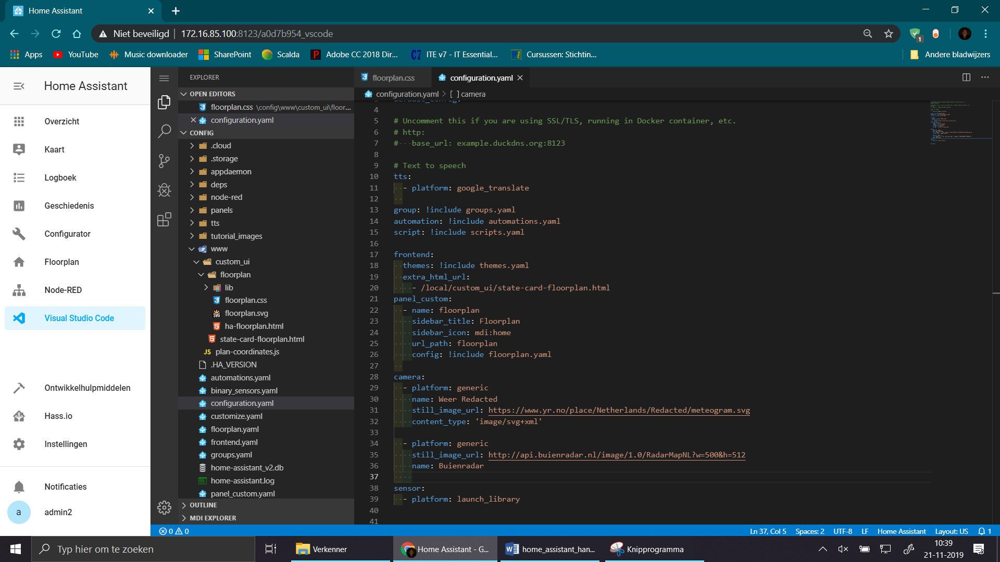 Home Assistant
Niet beveiligd
172.16.85.100:8123/a0d7b954_vscode
1
Apps
YouTube
Music downloader
SharePoint
Scalda
Adobe CC 2018 Dir...
ITE v7 - IT Essential...
Cursussen: Stichtin...
Andere bladwijzers
Home Assistant
Overzicht
Kaart
Logboek
Geschiedenis
Configurator
Floorplan
Node-RED
Visual Studio Code
Ontwikkelhulpmiddelen
Hass.io
Instellingen
Notificaties
a admin2
EXPLORER
OPEN EDITORS
floorplan.css \config\www\custom_ui\floor...
configuration.yaml
CONFIG
.cloud
.storage
appdaemon
deps
node-red
panels
tts
tutorial_images
www
custom_ui
floorplan
lib
floorplan.css
floorplan.svg
ha-floorplan.html
state-card-floorplan.html
JS plan-coordinates.js
.HA_VERSION
automations.yaml
binary_sensors.yaml
configuration.yaml
customize.yaml
floorplan.yaml
frontend.yaml
groups.yaml
home-assistant_v2.db
home-assistant.log
panel_custom.yaml
OUTLINE
MDI EXPLORER
floorplan.css
configuration.yaml
configuration.yaml > [ ] camera
3 default_config:
4
5 # Uncomment this if you are using SSL/TLS, running in Docker container, etc.
6 # http:
7 #   base_url: example.duckdns.org:8123
8
9 # Text to speech
10 tts:
11   - platform: google_translate
12
13 group: !include groups.yaml
14 automation: !include automations.yaml
15 script: !include scripts.yaml
16
17 frontend:
18   themes: !include themes.yaml
19   extra_html_url:
20     - /local/custom_ui/state-card-floorplan.html
21 panel_custom:
22   - name: floorplan
23     sidebar_title: Floorplan
24     sidebar_icon: mdi:home
25     url_path: floorplan
26     config: !include floorplan.yaml
27
28 camera:
29   - platform: generic
30     name: Weer Redacted
31     still_image_url: https://www.yr.no/place/Netherlands/Redacted/meteogram.svg
32     content_type: 'image/svg+xml'
33
34   - platform: generic
35     still_image_url: http://api.buienradar.nl/image/1.0/RadarMapNL?w=500&h=512
36     name: Buienradar
37
38 sensor:
39   - platform: launch_library
40
41
0 0
Ln 37, Col 5
Spaces: 2
UTF-8
LF
Home Assistant
Layout: US
1
Typ hier om te zoeken
Verkenner
Home Assistant - G...
home_assistant_han...
Knipprogramma
10:39
21-11-2019